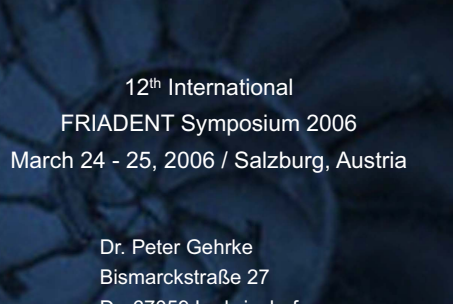 12th International
FRIADENT Symposium 2006
March 24 - 25, 2006 / Salzburg, Austria
Dr. Peter Gehrke
Bismarckstraße 27